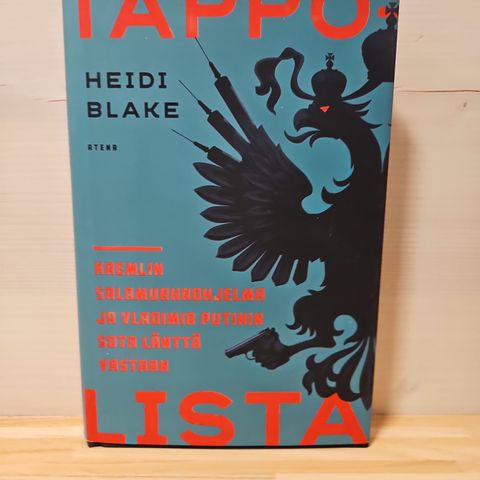 TAPPO-
HEIDI
BLAKE
ATENA
KREMLIN
SALAMURHAOHJELMA
JA VLADIMIR PUTININ
SOTA LÄNTTÄ
VASTAAN
LISTA